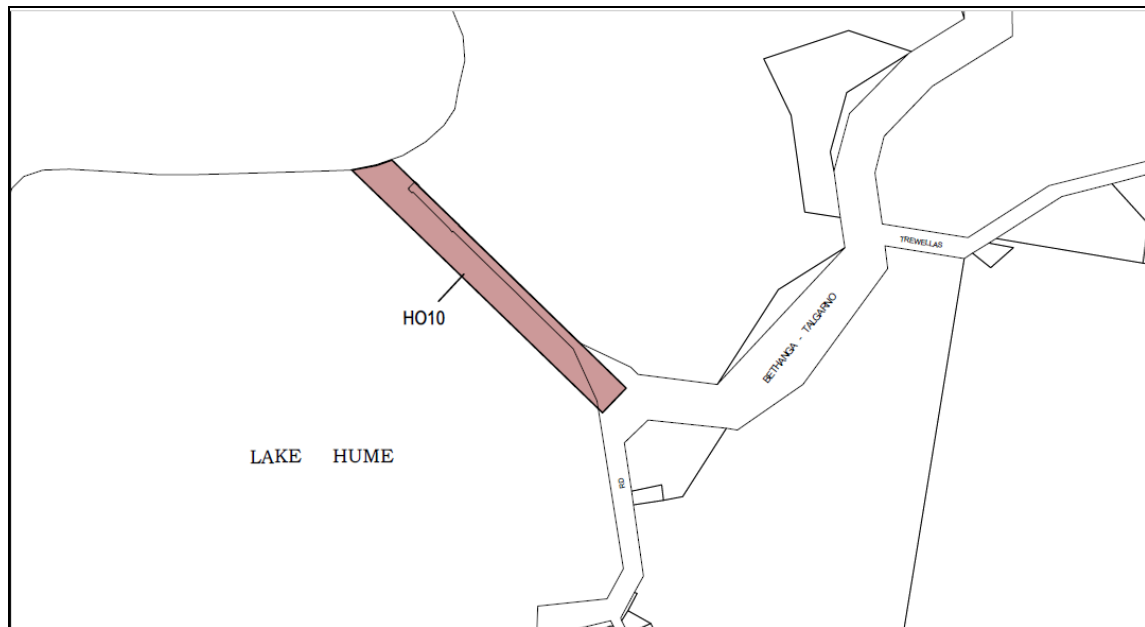 TREWELLAS
BETHANGA - TALGARNO
HO10
LAKE HUME
RD